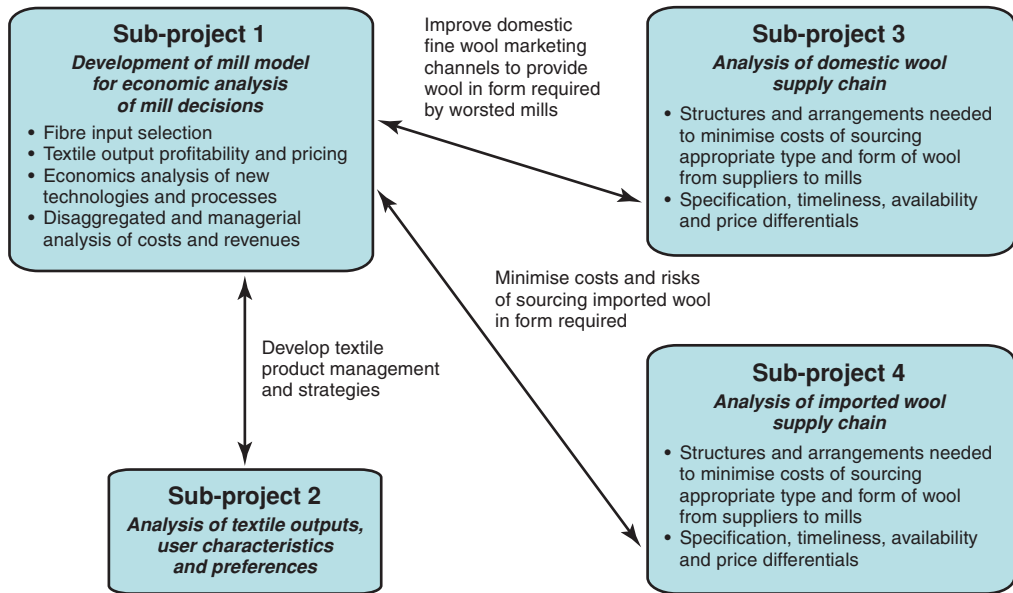 Sub-project 1
Development of mill model
for economic analysis
of mill decisions
• Fibre input selection
• Textile output profitability and pricing
• Economics analysis of new
technologies and processes
• Disaggregated and managerial
analysis of costs and revenues
Improve domestic
fine wool marketing
channels to provide
wool in form required
by worsted mills
Sub-project 3
Analysis of domestic wool
supply chain
• Structures and arrangements needed
to minimise costs of sourcing
appropriate type and form of wool
from suppliers to mills
• Specification, timeliness, availability
and price differentials
Minimise costs and risks
of sourcing imported wool
in form required
Develop textile
product management
and strategies
Sub-project 2
Analysis of textile outputs,
user characteristics
and preferences
Sub-project 4
Analysis of imported wool
supply chain
• Structures and arrangements needed
to minimise costs of sourcing
appropriate type and form of wool
from suppliers to mills
• Specification, timeliness, availability
and price differentials